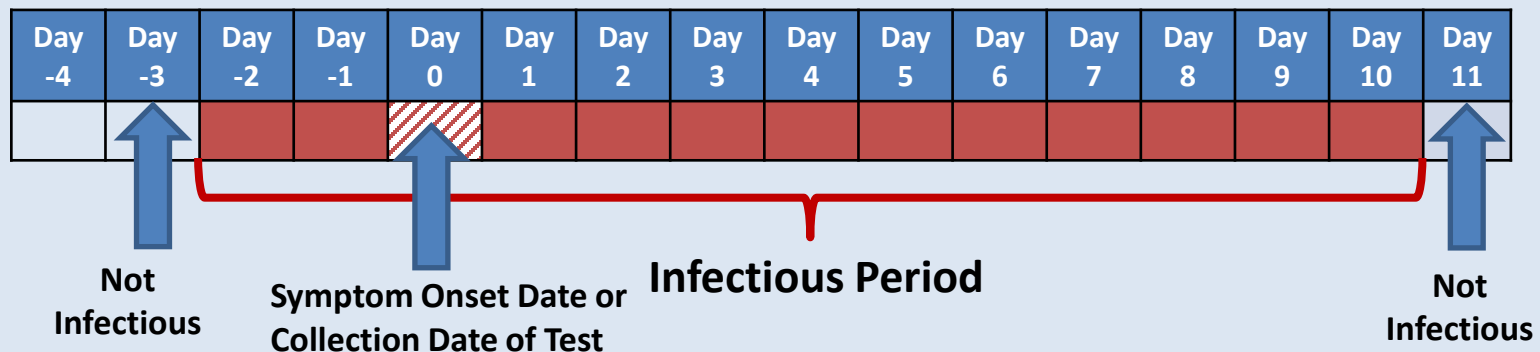 Day Day Day Day Day Day Day Day Day Day Day Day Day Day Day Day
-4 -3 -2 -1 0 1 2 3 4 5 6 7 8 9 10 11
Not
Infectious
Symptom Onset Date or
Collection Date of Test
Infectious Period
Not
Infectious